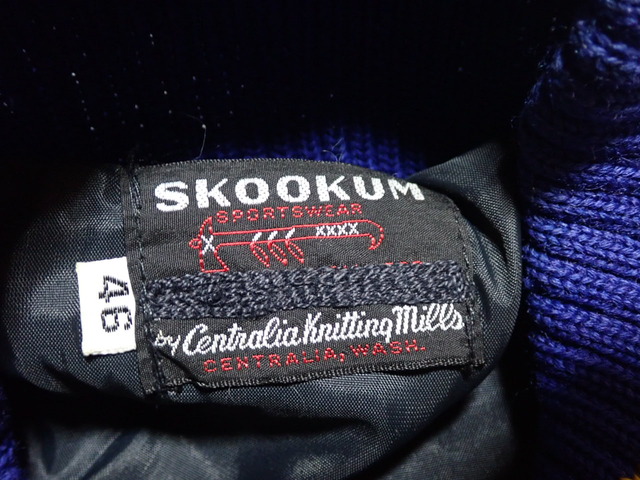 SKOOKUM
SPORTSWEAR
X XXXX
46
by Centralia Knitting Mills
CENTRALIA, WASH.